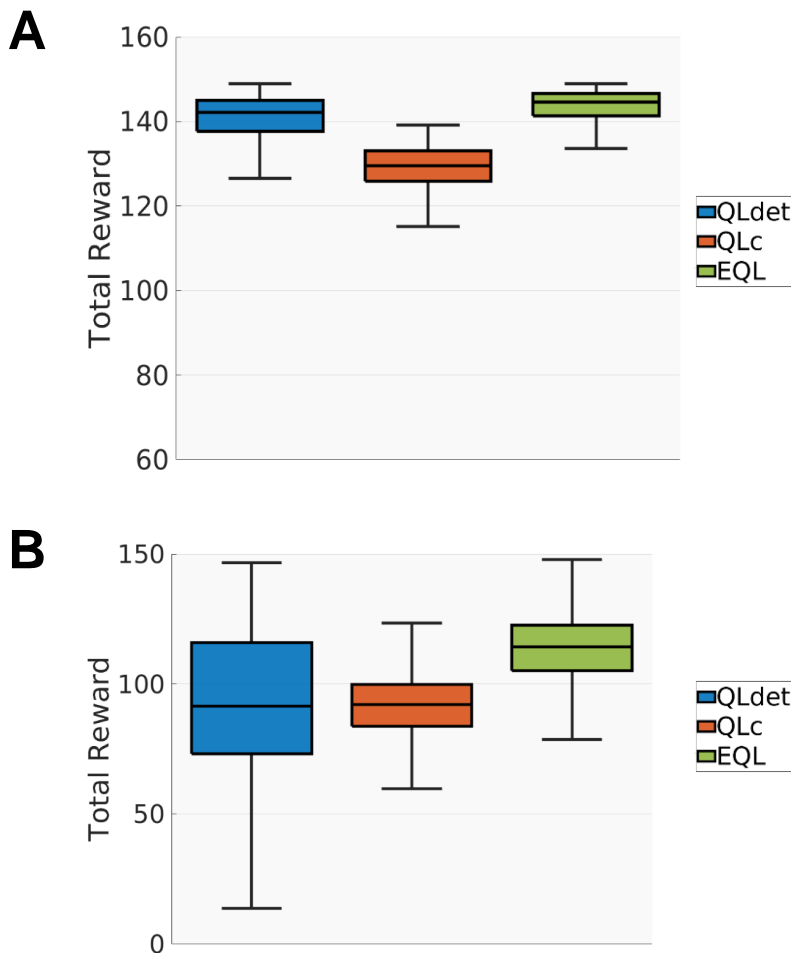 A
160
140
120
100
80
60
Total Reward
QLdet
QLc
EQL
B
150
100
50
0
Total Reward
QLdet
QLc
EQL